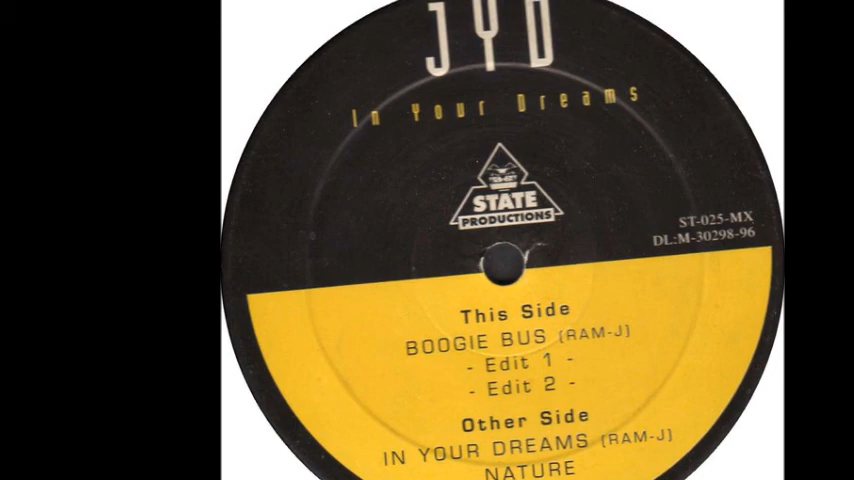 JYD
In Your Dreams
STATE
PRODUCTIONS
ST-025-MX
DL:M-30298-96
This Side
BOOGIE BUS (RAM-J)
- Edit 1 -
- Edit 2 -
Other Side
IN YOUR DREAMS (RAM-J)
NATURE